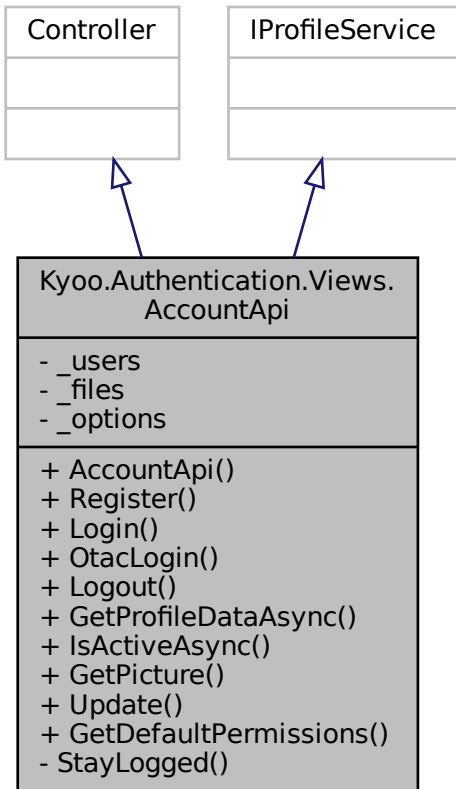 Controller
IProfileService
Kyoo.Authentication.Views.
AccountApi
- _users
- _files
- _options
+ AccountApi()
+ Register()
+ Login()
+ OtacLogin()
+ Logout()
+ GetProfileDataAsync()
+ IsActiveAsync()
+ GetPicture()
+ Update()
+ GetDefaultPermissions()
- StayLogged()